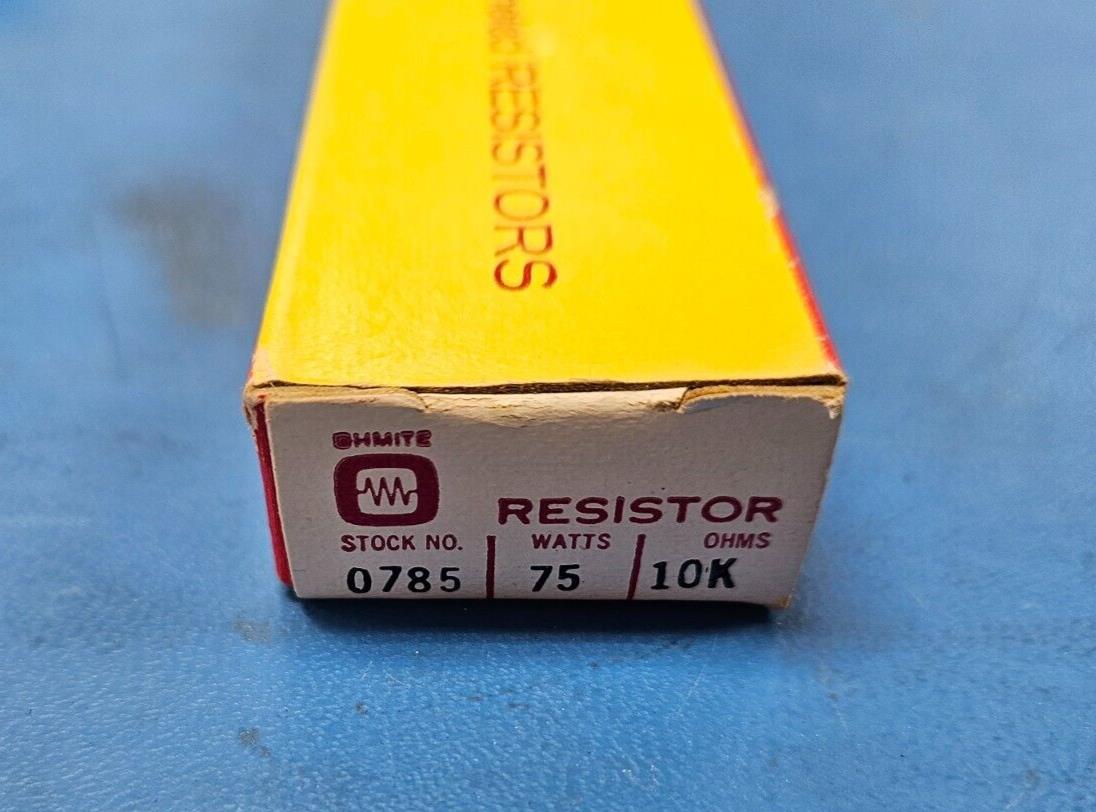 RESISTORS
OHMITE
RESISTOR
STOCK NO. WATTS OHMS
0785 75 10K